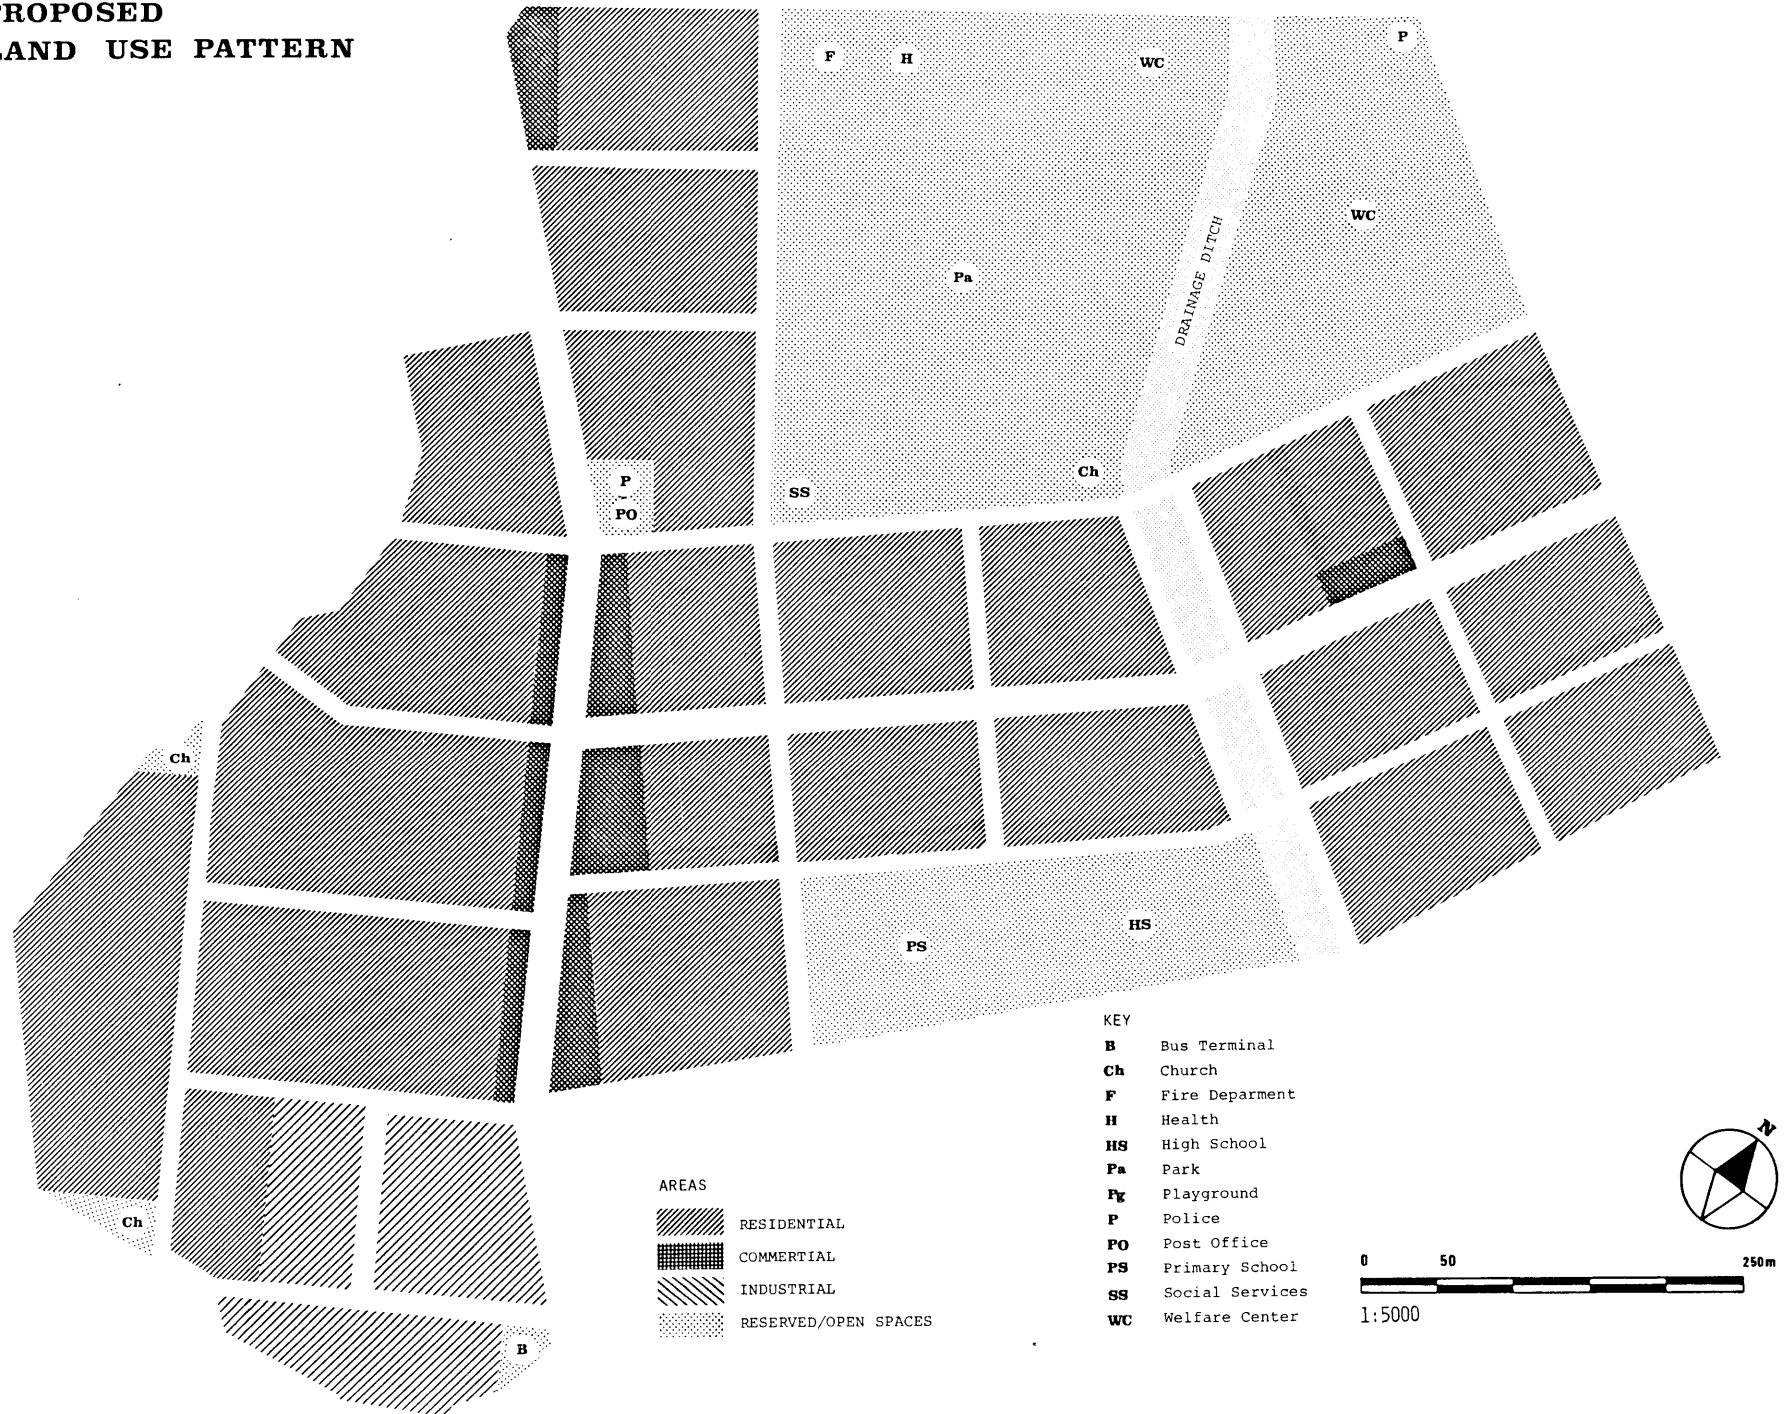 PROPOSED
LAND USE PATTERN
P
F
H
WC
WC
DRAINAGE DITCH
Pa
Ch
P
PO
SS
Ch
PS
HS
Ch
B
KEY
B Bus Terminal
Ch Church
F Fire Deparment
H Health
HS High School
Pa Park
Pg Playground
P Police
PO Post Office
PS Primary School
SS Social Services
WC Welfare Center
AREAS
RESIDENTIAL
COMMERTIAL
INDUSTRIAL
RESERVED/OPEN SPACES
N
0 50 250m
1:5000